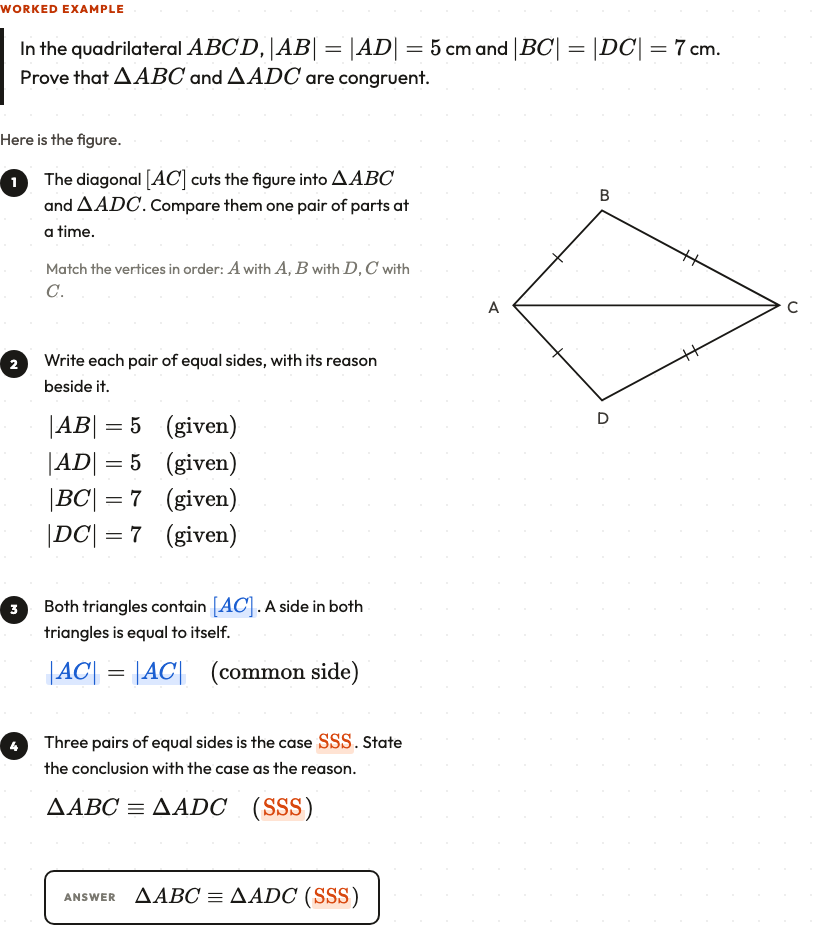 WORKED EXAMPLE
In the quadrilateral ABCD, |AB| = |AD| = 5 cm and |BC| = |DC| = 7 cm.
Prove that ΔABC and ΔADC are congruent.
Here is the figure.
1 The diagonal [AC] cuts the figure into ΔABC
and ΔADC. Compare them one pair of parts at
a time.
Match the vertices in order: A with A, B with D, C with
C.
B
A
C
D
2 Write each pair of equal sides, with its reason
beside it.
|AB| = 5 (given)
|AD| = 5 (given)
|BC| = 7 (given)
|DC| = 7 (given)
3 Both triangles contain [AC]. A side in both
triangles is equal to itself.
|AC| = |AC| (common side)
4 Three pairs of equal sides is the case SSS. State
the conclusion with the case as the reason.
ΔABC ≡ ΔADC (SSS)
ANSWER ΔABC ≡ ΔADC (SSS)